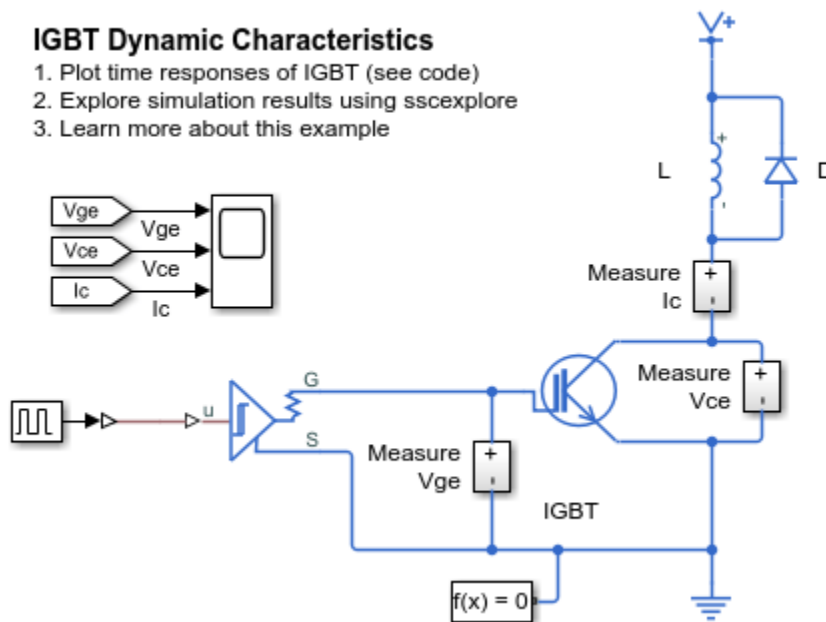 IGBT Dynamic Characteristics
1. Plot time responses of IGBT (see code)
2. Explore simulation results using sscexplore
3. Learn more about this example
V+
+
L
D
-
Vge
Vge
Vce
Vce
Ic
Ic
Measure
Ic
+
-
G
Measure
Vce
+
-
u
S
Measure
Vge
+
-
IGBT
f(x) = 0